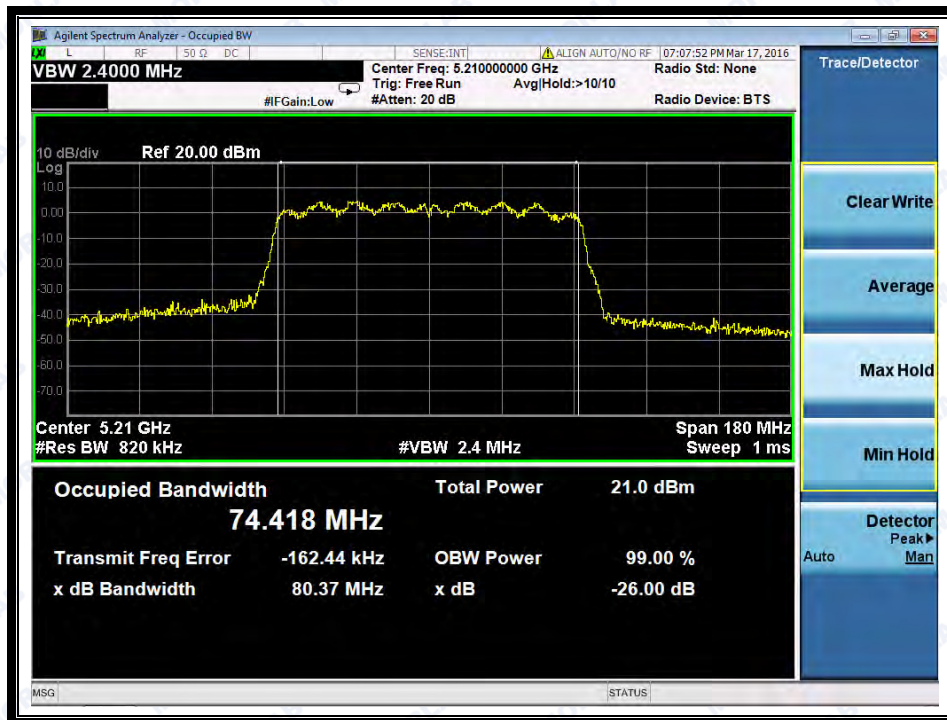 Agilent Spectrum Analyzer - Occupied BW
LXI L RF 50 Ω DC SENSE:INT ALIGN AUTO/NO RF 07:07:52 PM Mar 17, 2016
VBW 2.4000 MHz
Center Freq: 5.210000000 GHz Radio Std: None
Trig: Free Run Avg|Hold:>10/10
#IFGain:Low #Atten: 20 dB Radio Device: BTS
10 dB/div Ref 20.00 dBm
Log
10.0
0.00
-10.0
-20.0
-30.0
-40.0
-50.0
-60.0
-70.0
Center 5.21 GHz Span 180 MHz
#Res BW 820 kHz #VBW 2.4 MHz Sweep 1 ms
Occupied Bandwidth Total Power 21.0 dBm
74.418 MHz
Transmit Freq Error -162.44 kHz OBW Power 99.00 %
x dB Bandwidth 80.37 MHz x dB -26.00 dB
Trace/Detector
Clear Write
Average
Max Hold
Min Hold
Detector
Peak▶
Auto Man
MSG STATUS